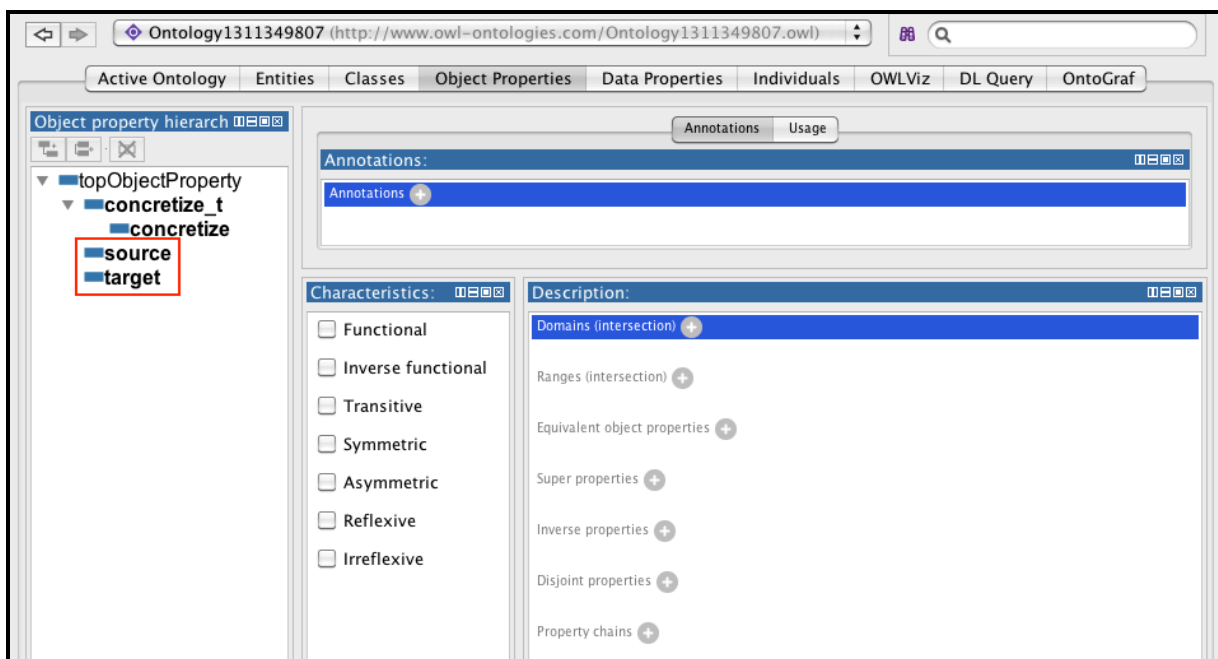 Ontology1311349807 (http://www.owl-ontologies.com/Ontology1311349807.owl)
Active Ontology Entities Classes Object Properties Data Properties Individuals OWLViz DL Query OntoGraf
Object property hierarch
topObjectProperty
concretize_t
concretize
source
target
Annotations Usage
Annotations:
Annotations
Characteristics:
Functional
Inverse functional
Transitive
Symmetric
Asymmetric
Reflexive
Irreflexive
Description:
Domains (intersection)
Ranges (intersection)
Equivalent object properties
Super properties
Inverse properties
Disjoint properties
Property chains